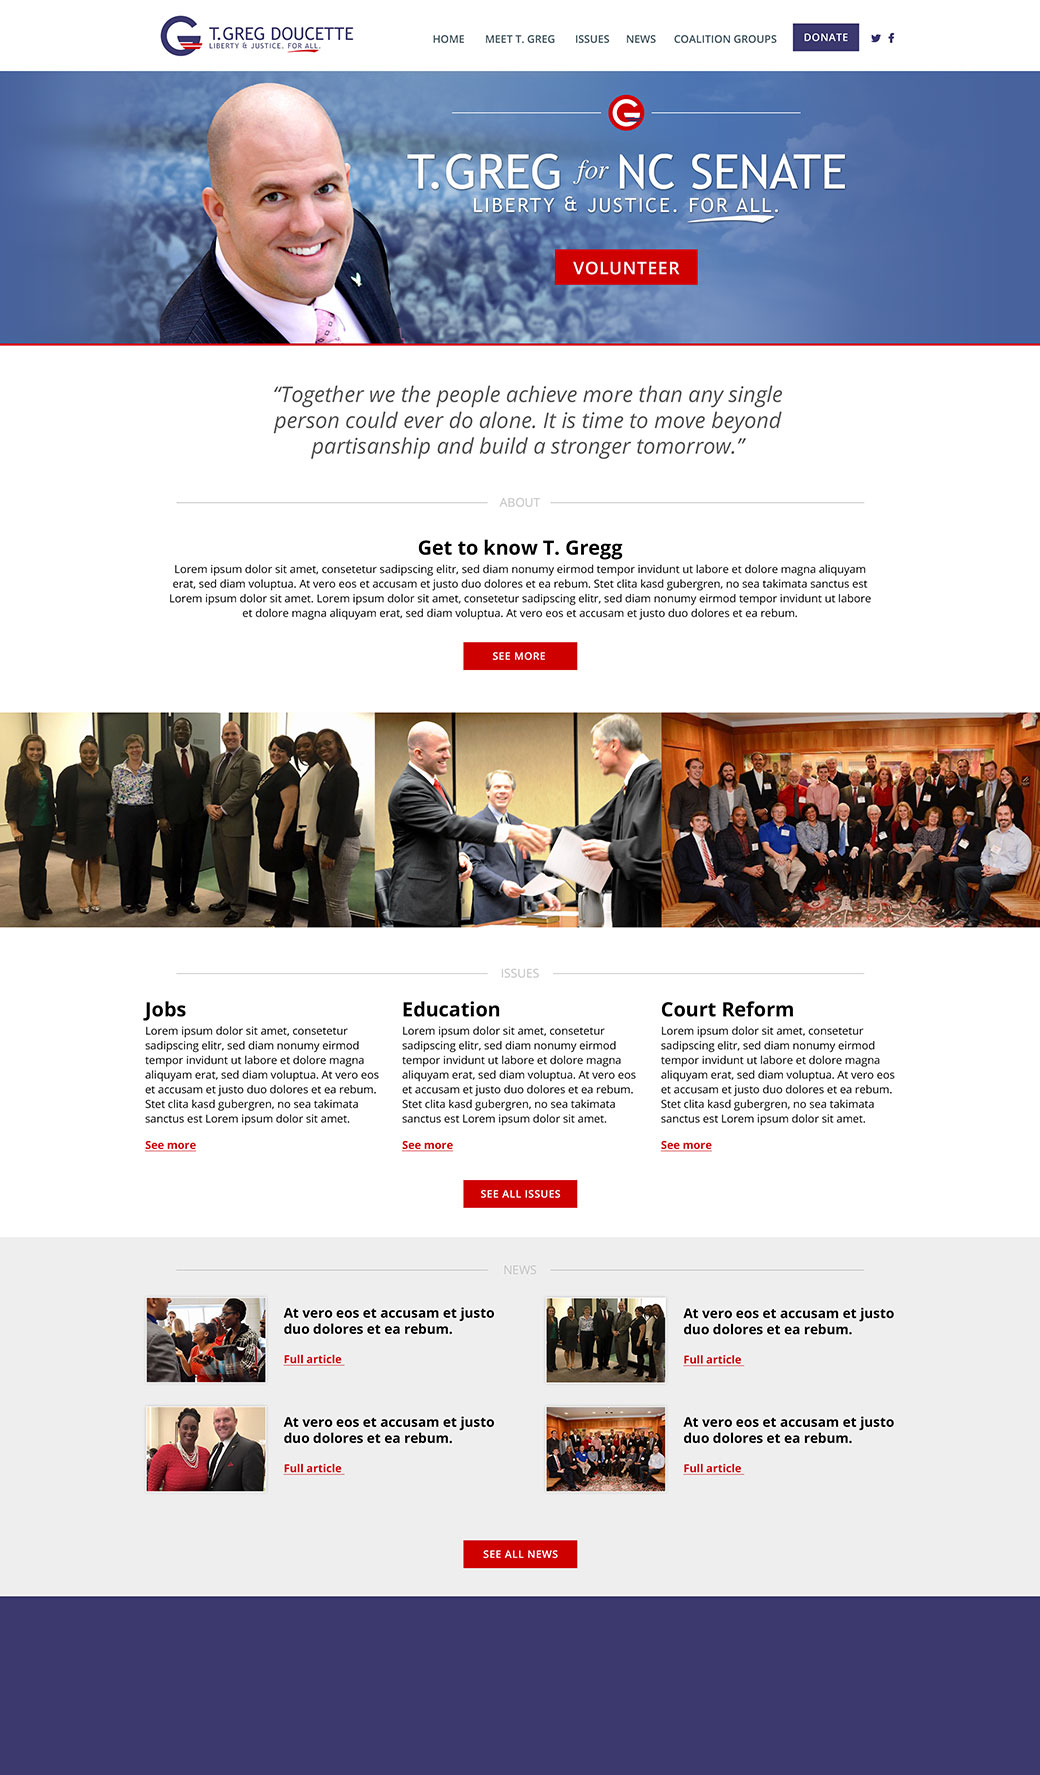 T.GREG DOUCETTE
LIBERTY & JUSTICE. FOR ALL.
HOME MEET T. GREG ISSUES NEWS COALITION GROUPS DONATE
T.GREG for NC SENATE
LIBERTY & JUSTICE. FOR ALL.
VOLUNTEER
“Together we the people achieve more than any single
person could ever do alone. It is time to move beyond
partisanship and build a stronger tomorrow.”
ABOUT
Get to know T. Gregg
Lorem ipsum dolor sit amet, consetetur sadipscing elitr, sed diam nonumy eirmod tempor invidunt ut labore et dolore magna aliquyam
erat, sed diam voluptua. At vero eos et accusam et justo duo dolores et ea rebum. Stet clita kasd gubergren, no sea takimata sanctus est
Lorem ipsum dolor sit amet. Lorem ipsum dolor sit amet, consetetur sadipscing elitr, sed diam nonumy eirmod tempor invidunt ut labore
et dolore magna aliquyam erat, sed diam voluptua. At vero eos et accusam et justo duo dolores et ea rebum.
SEE MORE
ISSUES
Jobs
Lorem ipsum dolor sit amet, consetetur
sadipscing elitr, sed diam nonumy eirmod
tempor invidunt ut labore et dolore magna
aliquyam erat, sed diam voluptua. At vero eos
et accusam et justo duo dolores et ea rebum.
Stet clita kasd gubergren, no sea takimata
sanctus est Lorem ipsum dolor sit amet.
See more
Education
Lorem ipsum dolor sit amet, consetetur
sadipscing elitr, sed diam nonumy eirmod
tempor invidunt ut labore et dolore magna
aliquyam erat, sed diam voluptua. At vero eos
et accusam et justo duo dolores et ea rebum.
Stet clita kasd gubergren, no sea takimata
sanctus est Lorem ipsum dolor sit amet.
See more
Court Reform
Lorem ipsum dolor sit amet, consetetur
sadipscing elitr, sed diam nonumy eirmod
tempor invidunt ut labore et dolore magna
aliquyam erat, sed diam voluptua. At vero eos
et accusam et justo duo dolores et ea rebum.
Stet clita kasd gubergren, no sea takimata
sanctus est Lorem ipsum dolor sit amet.
See more
SEE ALL ISSUES
NEWS
At vero eos et accusam et justo
duo dolores et ea rebum.
Full article
At vero eos et accusam et justo
duo dolores et ea rebum.
Full article
At vero eos et accusam et justo
duo dolores et ea rebum.
Full article
At vero eos et accusam et justo
duo dolores et ea rebum.
Full article
SEE ALL NEWS